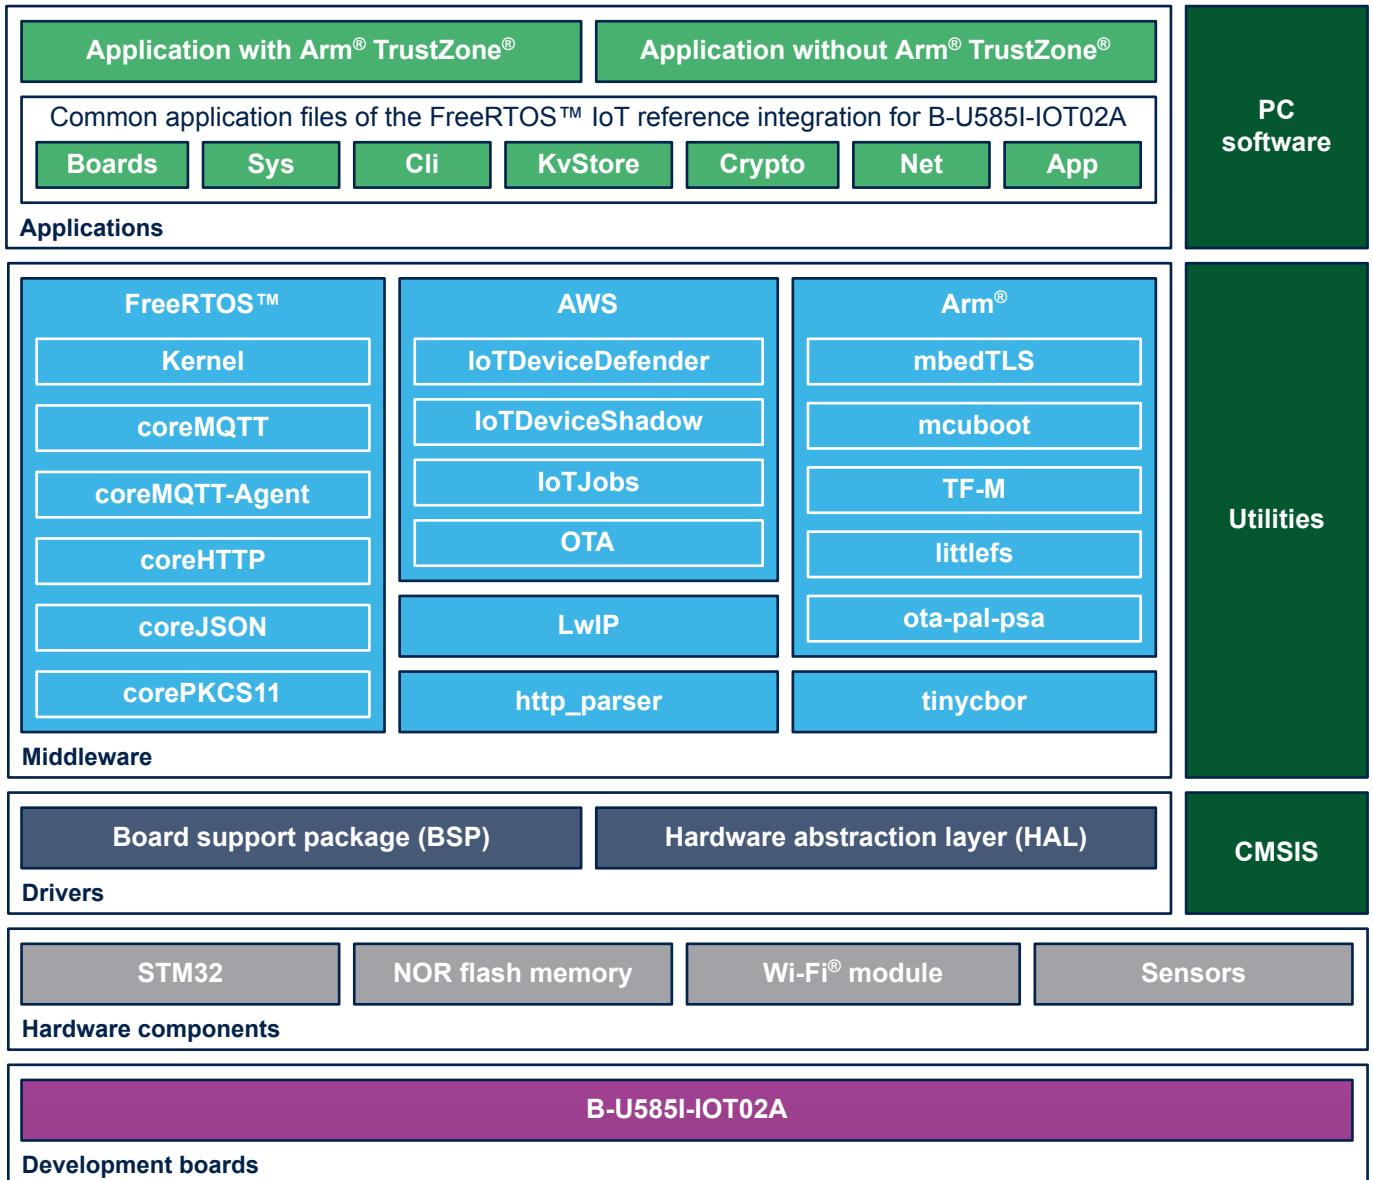 Application with Arm® TrustZone®
Application without Arm® TrustZone®
Common application files of the FreeRTOS™ IoT reference integration for B-U585I-IOT02A
Boards
Sys
Cli
KvStore
Crypto
Net
App
Applications
PC
software
FreeRTOS™
Kernel
coreMQTT
coreMQTT-Agent
coreHTTP
coreJSON
corePKCS11
AWS
IoTDeviceDefender
IoTDeviceShadow
IoTJobs
OTA
LwIP
http_parser
Arm®
mbedTLS
mcuboot
TF-M
littlefs
ota-pal-psa
tinycbor
Middleware
Utilities
Board support package (BSP)
Hardware abstraction layer (HAL)
Drivers
CMSIS
STM32
NOR flash memory
Wi-Fi® module
Sensors
Hardware components
B-U585I-IOT02A
Development boards